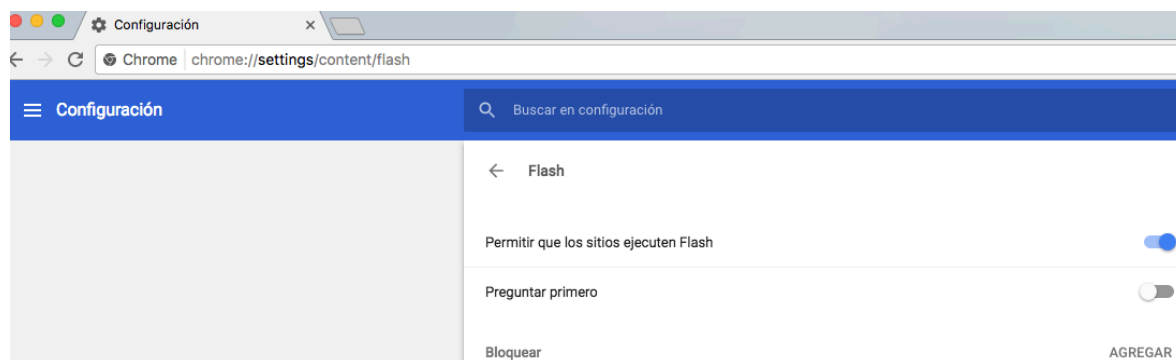 Configuración
Chrome chrome://settings/content/flash
Configuración Buscar en configuración
Flash
Permitir que los sitios ejecuten Flash
Preguntar primero
Bloquear AGREGAR